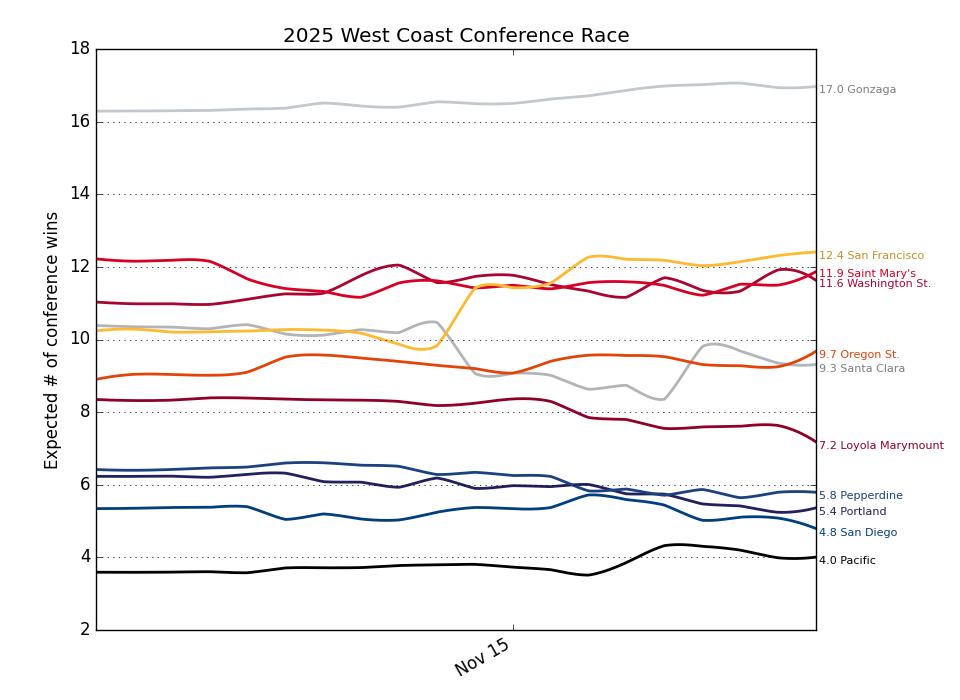 2025 West Coast Conference Race
Expected # of conference wins
18
16
14
12
10
8
6
4
2
Nov 15
17.0 Gonzaga
12.4 San Francisco
11.9 Saint Mary's
11.6 Washington St.
9.7 Oregon St.
9.3 Santa Clara
7.2 Loyola Marymount
5.8 Pepperdine
5.4 Portland
4.8 San Diego
4.0 Pacific